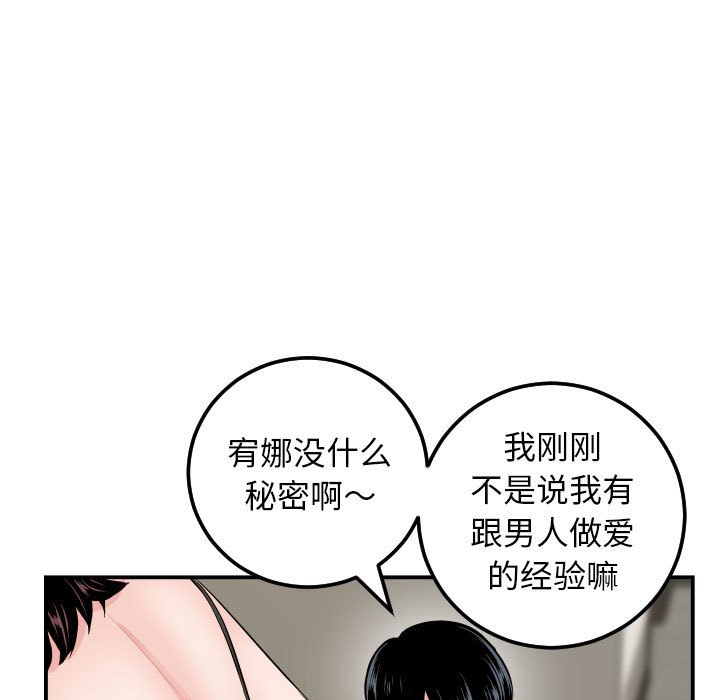 宥娜没什么
秘密啊～
我刚刚
不是说我有
跟男人做爱
的经验嘛